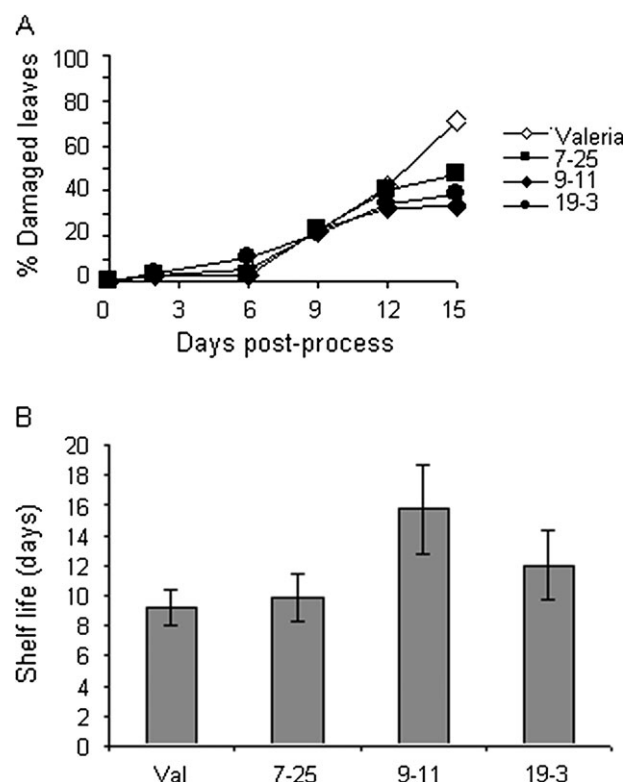 A
100
80
60
40
20
0
% Damaged leaves
0 3 6 9 12 15
Days post-process
'Valeria
7-25
9-11
19-3
B
20
18
16
14
12
10
8
6
4
2
0
Shelf life (days)
Val 7-25 9-11 19-3